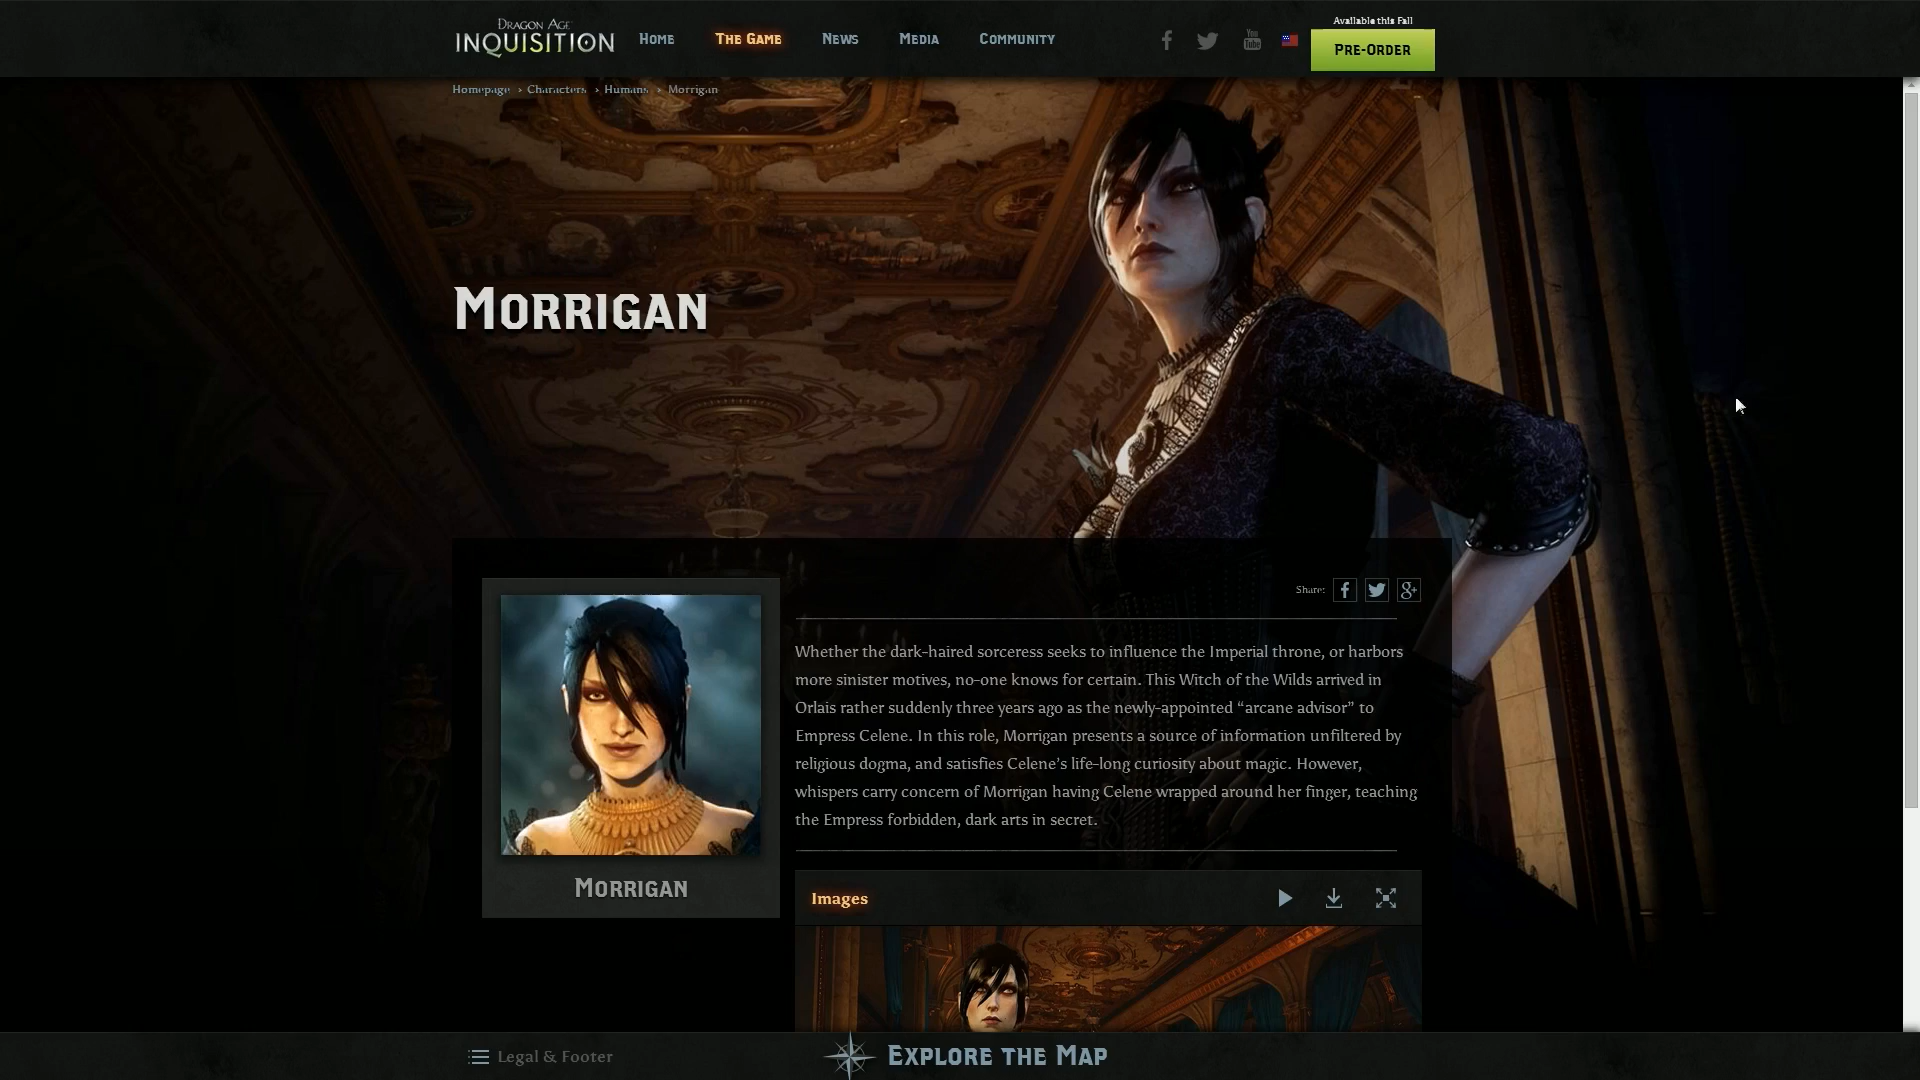 Dragon Age
INQUISITION
Home
The Game
News
Media
Community
You
Tube
Available this Fall
Pre-Order
Homepage › Characters › Humans › Morrigan
Morrigan
Share:
Whether the dark-haired sorceress seeks to influence the Imperial throne, or harbors
more sinister motives, no-one knows for certain. This Witch of the Wilds arrived in
Orlais rather suddenly three years ago as the newly-appointed “arcane advisor” to
Empress Celene. In this role, Morrigan presents a source of information unfiltered by
religious dogma, and satisfies Celene’s life-long curiosity about magic. However,
whispers carry concern of Morrigan having Celene wrapped around her finger, teaching
the Empress forbidden, dark arts in secret.
Morrigan
Images
Legal & Footer
Explore the Map